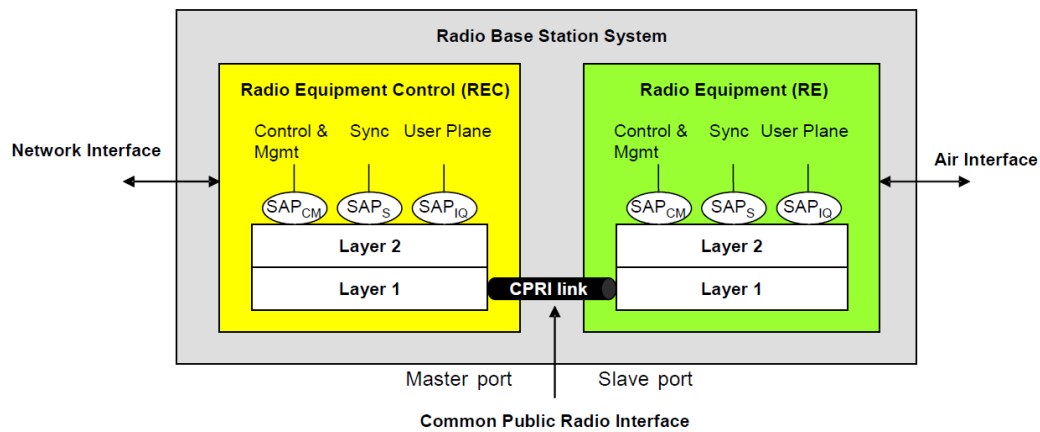 Radio Base Station System
Radio Equipment Control (REC)
Radio Equipment (RE)
Control &
Mgmt
Sync
User Plane
Control &
Mgmt
Sync
User Plane
Network Interface
Air Interface
SAPCM
SAPS
SAPIQ
SAPCM
SAPS
SAPIQ
Layer 2
Layer 2
Layer 1
CPRI link
Layer 1
Master port
Slave port
Common Public Radio Interface